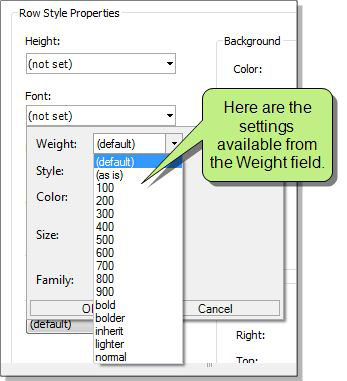 Row Style Properties
Height:
(not set)
Background
Color:
Font:
(not set)
Weight:
(default)
Here are the
settings
available from
the Weight field.
(default)
(as is)
100
200
300
400
500
600
700
800
900
bold
bolder
inherit
lighter
normal
Style:
Color:
Size:
Family:
Cancel
(default)
Right: